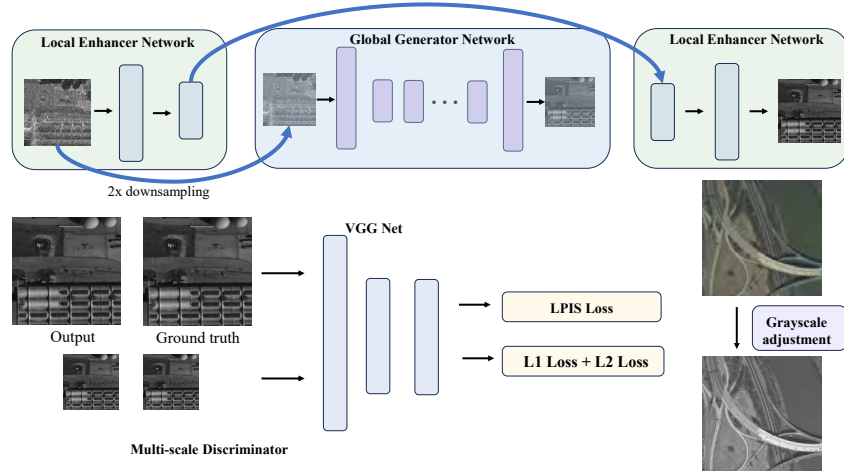 Local Enhancer Network
Global Generator Network
Local Enhancer Network
2x downsampling
VGG Net
Output
Ground truth
LPIS Loss
L1 Loss + L2 Loss
Grayscale
adjustment
Multi-scale Discriminator